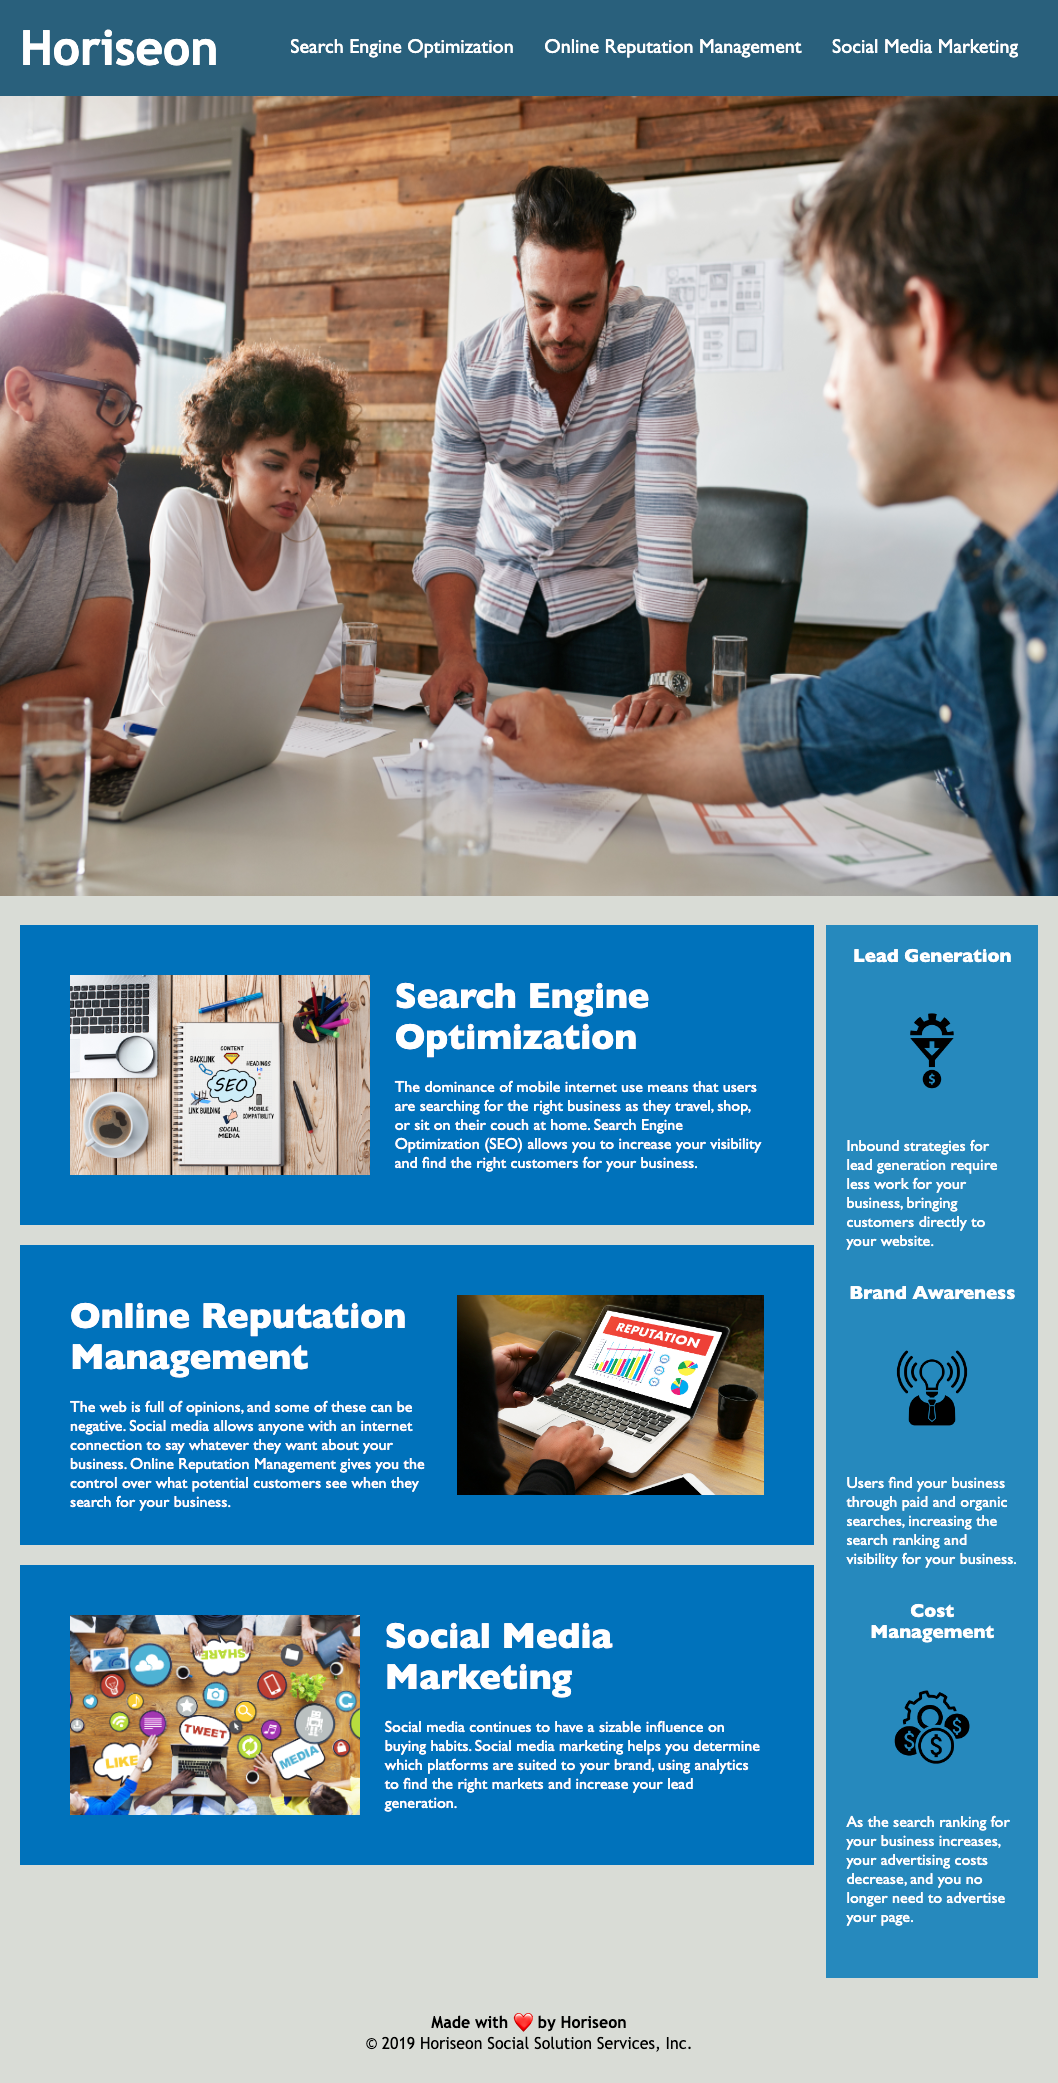 Horiseon
Search Engine Optimization
Online Reputation Management
Social Media Marketing
Search Engine
Optimization
The dominance of mobile internet use means that users
are searching for the right business as they travel, shop,
or sit on their couch at home. Search Engine
Optimization (SEO) allows you to increase your visibility
and find the right customers for your business.
CONTENT
BACKLINK
HEADINGS
SEO
LINK BUILDING
MOBILE
COMPATIBILITY
SOCIAL
MEDIA
Online Reputation
Management
The web is full of opinions, and some of these can be
negative. Social media allows anyone with an internet
connection to say whatever they want about your
business. Online Reputation Management gives you the
control over what potential customers see when they
search for your business.
REPUTATION
Social Media
Marketing
Social media continues to have a sizable influence on
buying habits. Social media marketing helps you determine
which platforms are suited to your brand, using analytics
to find the right markets and increase your lead
generation.
SHARE
TWEET
LIKE
MEDIA
Lead Generation
$
Inbound strategies for
lead generation require
less work for your
business, bringing
customers directly to
your website.
Brand Awareness
Users find your business
through paid and organic
searches, increasing the
search ranking and
visibility for your business.
Cost
Management
$ $ $
As the search ranking for
your business increases,
your advertising costs
decrease, and you no
longer need to advertise
your page.
Made with ❤️ by Horiseon
© 2019 Horiseon Social Solution Services, Inc.